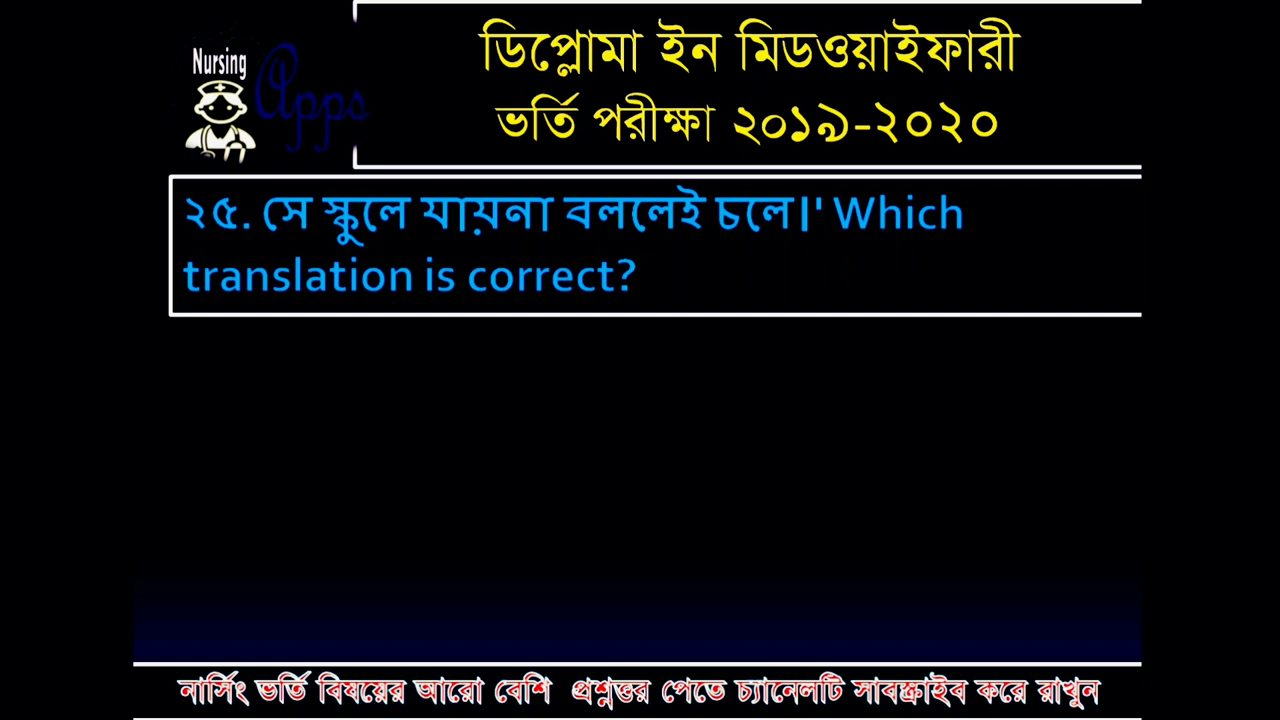 Nursing
Apps
ডিপ্লোমা ইন মিডওয়াইফারী
ভর্তি পরীক্ষা ২০১৯-২০২০
২৫. সে স্কুলে যায়না বললেই চলে।' Which
translation is correct?
নার্সিং ভর্তি বিষয়ের আরো বেশি প্রশ্নত্তর পেতে চ্যানেলটি সাবস্ক্রাইব করে রাখুন